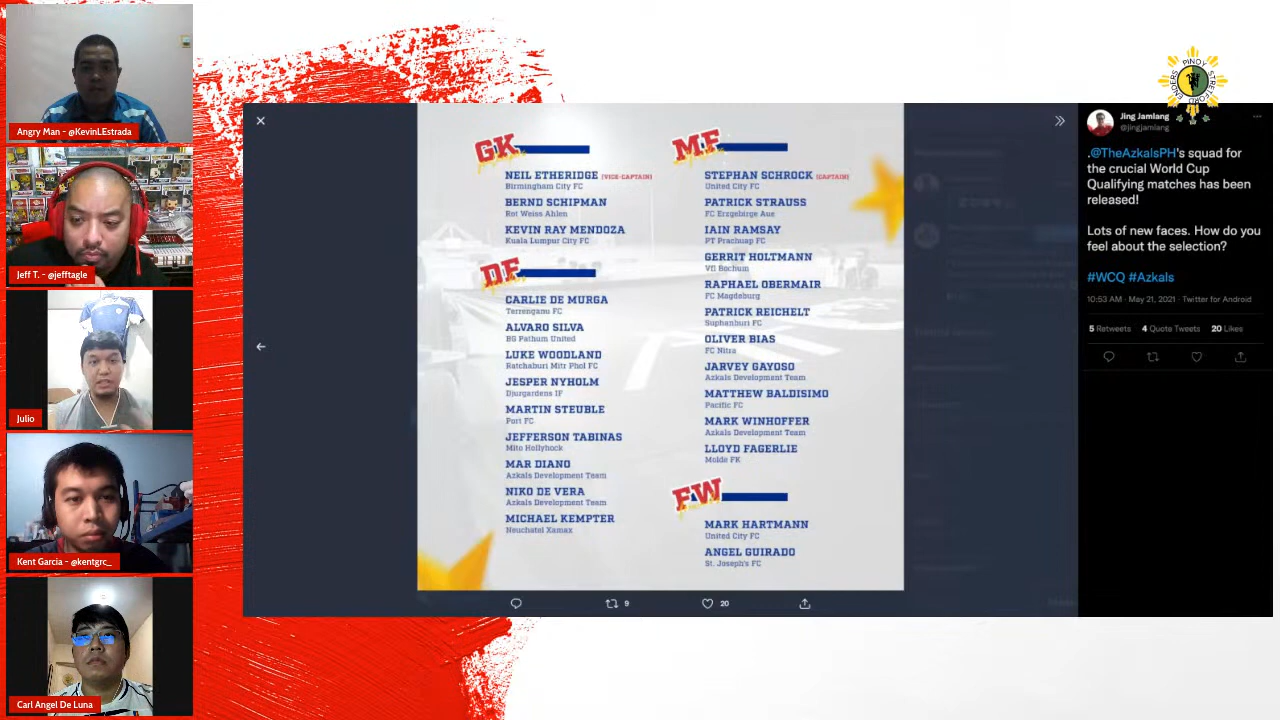 Angry Man - @KevinLEstrada
Jeff T. - @jefftagle
Julio
Kent Garcia - @kentgrc_
Carl Angel De Luna
GK
NEIL ETHERIDGE (VICE-CAPTAIN)
Birmingham City FC
BERND SCHIPMAN
Rot Weiss Ahlen
KEVIN RAY MENDOZA
Kuala Lumpur City FC
DF
CARLIE DE MURGA
Terrenganu FC
ALVARO SILVA
BG Pathum United
LUKE WOODLAND
Ratchaburi Mitr Phol FC
JESPER NYHOLM
Djurgardens IF
MARTIN STEUBLE
Port FC
JEFFERSON TABINAS
Mito Hollyhock
MAR DIANO
Azkals Development Team
NIKO DE VERA
Azkals Development Team
MICHAEL KEMPTER
Neuchatel Xamax
MF
STEPHAN SCHROCK (CAPTAIN)
United City FC
PATRICK STRAUSS
FC Erzgebirge Aue
IAIN RAMSAY
PT Prachuap FC
GERRIT HOLTMANN
Vfl Bochum
RAPHAEL OBERMAIR
FC Magdeburg
PATRICK REICHELT
Suphanburi FC
OLIVER BIAS
FC Nitra
JARVEY GAYOSO
Azkals Development Team
MATTHEW BALDISIMO
Pacific FC
MARK WINHOFFER
Azkals Development Team
LLOYD FAGERLIE
Molde FK
FW
MARK HARTMANN
United City FC
ANGEL GUIRADO
St. Joseph's FC
9
20
PINOY STRETFORD ENDERS
Jing Jamlang
@jingjamlang
.@TheAzkalsPH's squad for
the crucial World Cup
Qualifying matches has been
released!
Lots of new faces. How do you
feel about the selection?
#WCQ #Azkals
10:53 AM · May 21, 2021 · Twitter for Android
5 Retweets 4 Quote Tweets 20 Likes